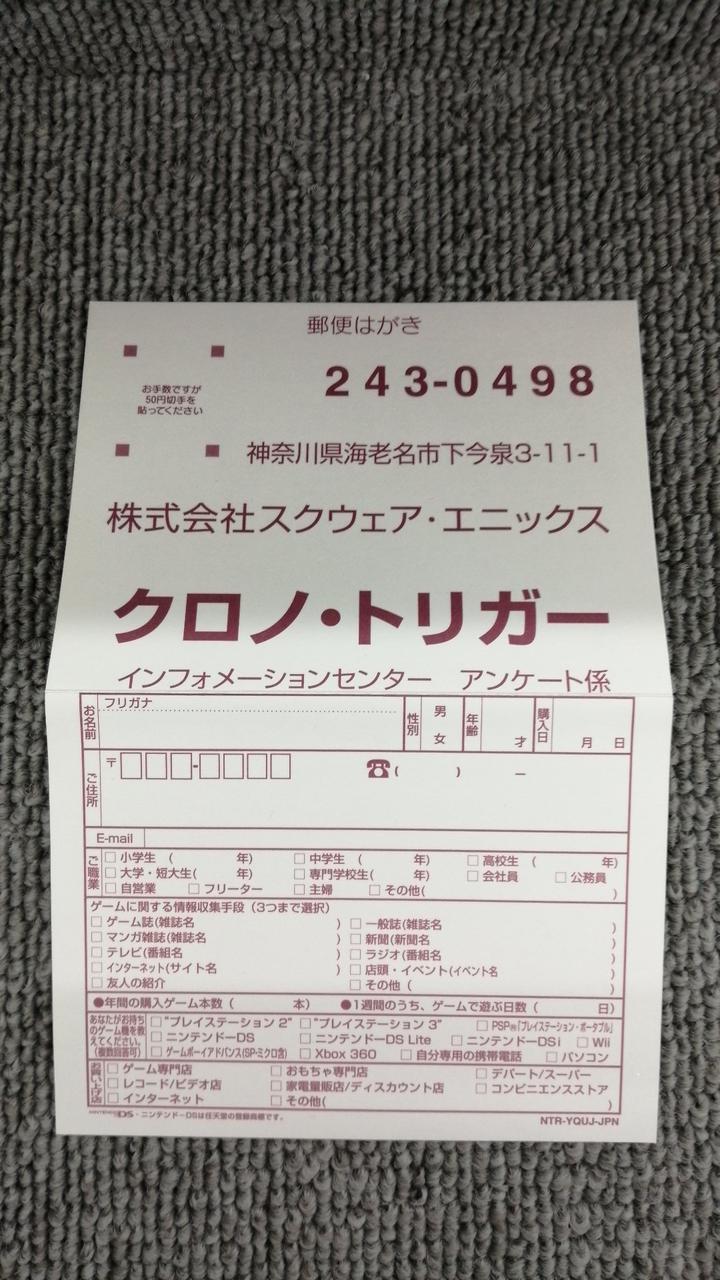 郵便はがき
お手数ですが
50円切手を
貼ってください
243-0498
神奈川県海老名市下今泉3-11-1
株式会社スクウェア・エニックス
クロノ・トリガー
インフォメーションセンター　アンケート係
お名前 フリガナ 性別 男 女 年齢 才 購入日 月 日
ご住所 〒□□□-□□□□ ☎( ) —
E-mail
ご職業 □小学生 ( 年) □中学生 ( 年) □高校生 ( 年)
□大学・短大生( 年) □専門学校生( 年) □会社員 □公務員
□自営業 □フリーター □主婦 □その他( )
ゲームに関する情報収集手段（3つまで選択）
□ゲーム誌(雑誌名 ) □一般誌(雑誌名 )
□マンガ雑誌(雑誌名 ) □新聞(新聞名 )
□テレビ(番組名 ) □ラジオ(番組名 )
□インターネット(サイト名 ) □店頭・イベント(イベント名 )
□友人の紹介 □その他 ( )
●年間の購入ゲーム本数 ( 本) ●1週間のうち、ゲームで遊ぶ日数 ( 日)
あなたがお持ちのゲーム機を教えてください。(複数回答可)
□"プレイステーション 2" □"プレイステーション 3" □PSP®「プレイステーション・ポータブル」
□ニンテンドーDS □ニンテンドーDS Lite □ニンテンドーDSi □Wii
□ゲームボーイアドバンス(SP・ミクロ含) □Xbox 360 □自分専用の携帯電話 □パソコン
お買い上げ店 □ゲーム専門店 □おもちゃ専門店 □デパート/スーパー
□レコード/ビデオ店 □家電量販店/ディスカウント店 □コンビニエンスストア
□インターネット □その他( )
NINTENDO DS・ニンテンドーDSは任天堂の登録商標です。
NTR-YQUJ-JPN